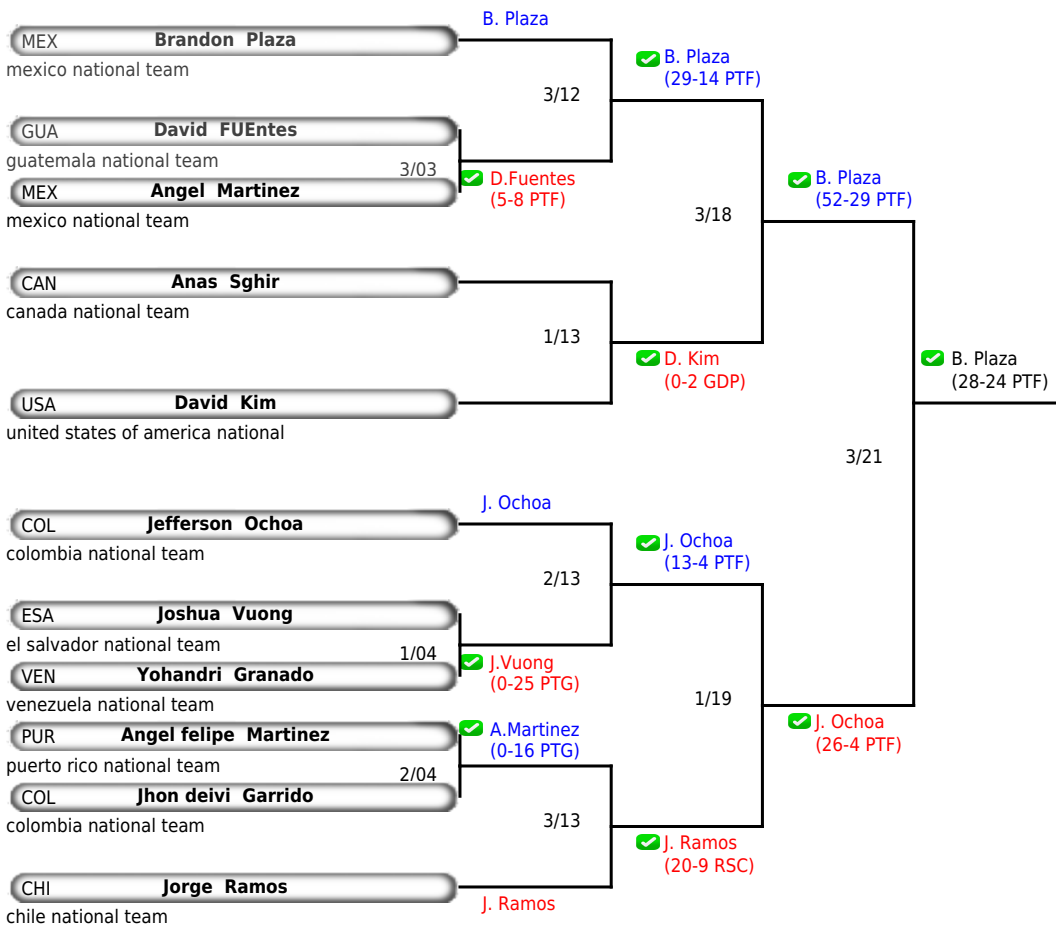 B. Plaza
MEX Brandon Plaza
mexico national team
B. Plaza
(29-14 PTF)
3/12
GUA David FUEntes
guatemala national team
3/03
D.Fuentes
(5-8 PTF)
MEX Angel Martinez
mexico national team
B. Plaza
(52-29 PTF)
3/18
CAN Anas Sghir
canada national team
1/13
D. Kim
(0-2 GDP)
B. Plaza
(28-24 PTF)
USA David Kim
united states of america national
3/21
J. Ochoa
COL Jefferson Ochoa
colombia national team
J. Ochoa
(13-4 PTF)
2/13
ESA Joshua Vuong
el salvador national team
1/04
J.Vuong
(0-25 PTG)
VEN Yohandri Granado
venezuela national team
1/19
PUR Angel felipe Martinez
A.Martinez
(0-16 PTG)
puerto rico national team
2/04
J. Ochoa
(26-4 PTF)
COL Jhon deivi Garrido
colombia national team
3/13
J. Ramos
(20-9 RSC)
CHI Jorge Ramos
J. Ramos
chile national team